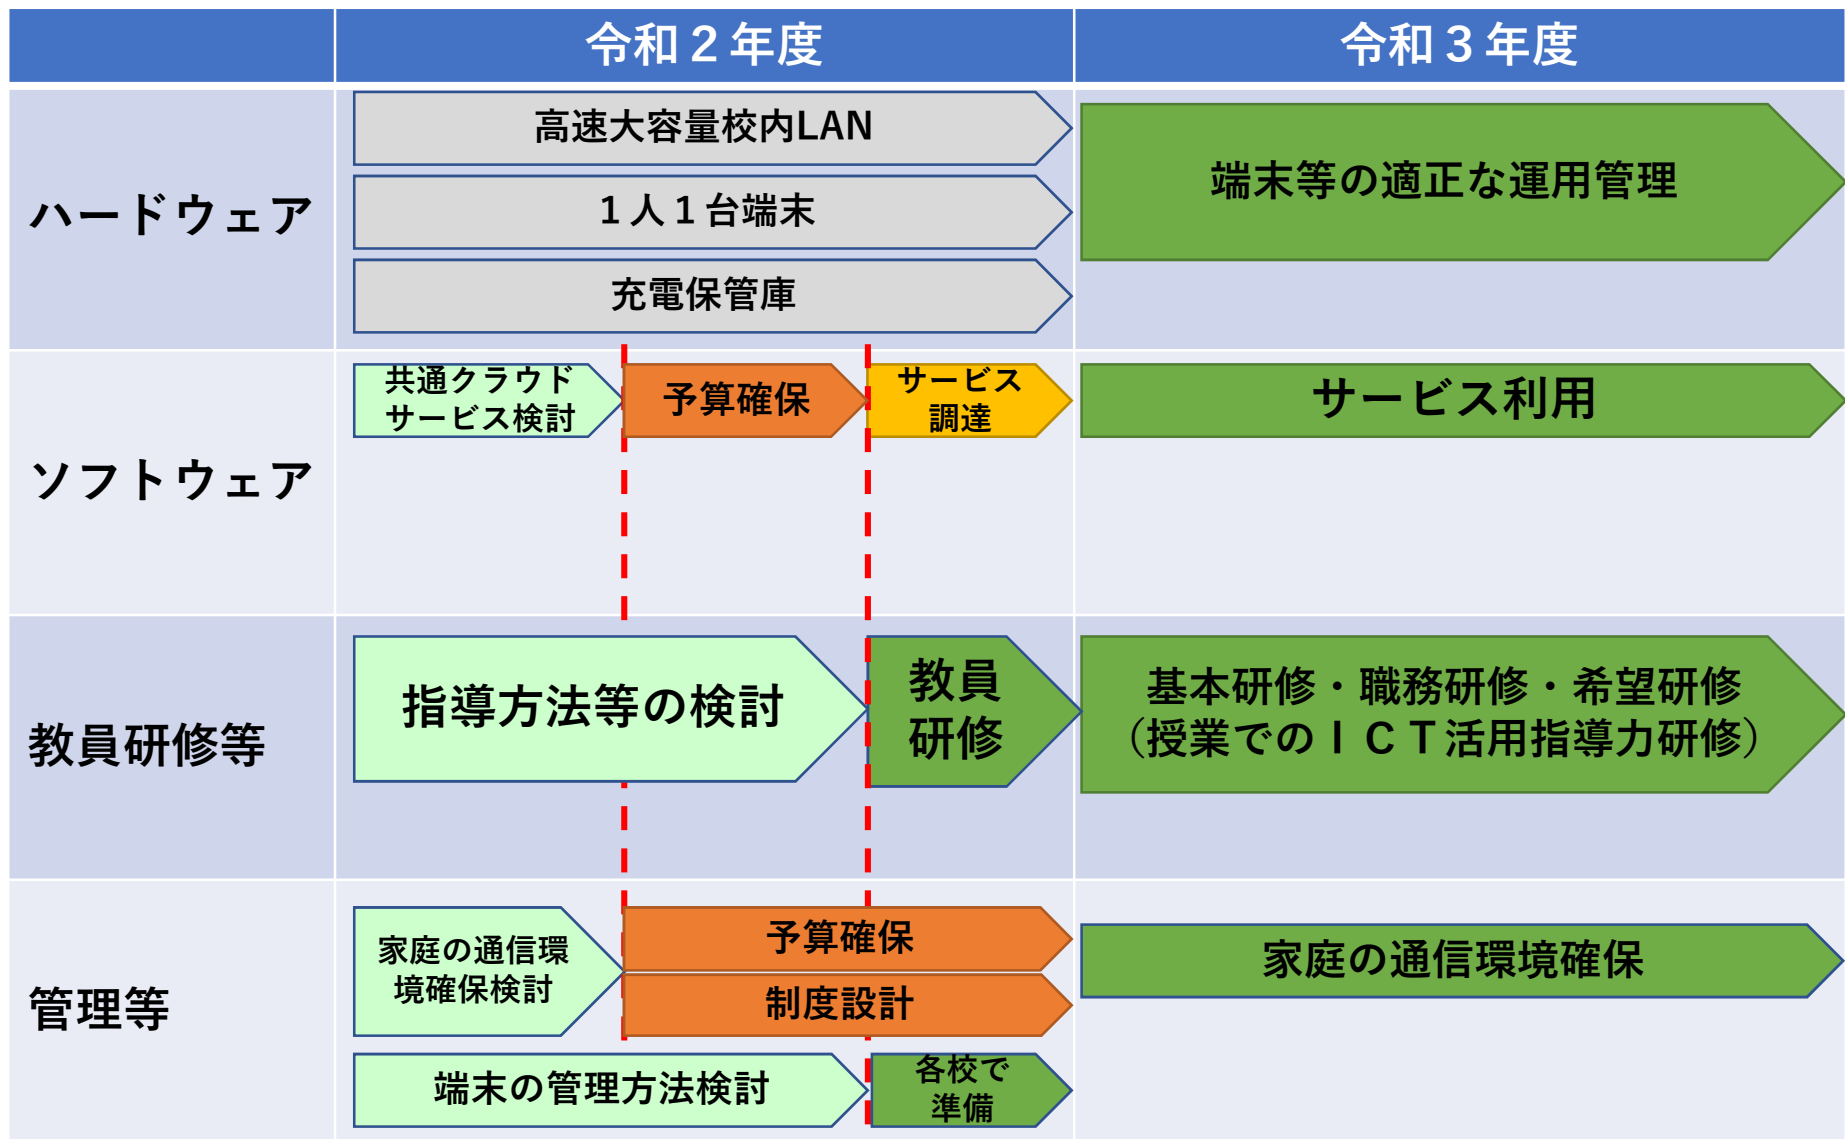 令和２年度
令和３年度
ハードウェア
高速大容量校内LAN
１人１台端末
充電保管庫
端末等の適正な運用管理
ソフトウェア
共通クラウド
サービス検討
予算確保
サービス
調達
サービス利用
教員研修等
指導方法等の検討
教員
研修
基本研修・職務研修・希望研修
（授業でのＩＣＴ活用指導力研修）
管理等
家庭の通信環
境確保検討
予算確保
制度設計
家庭の通信環境確保
端末の管理方法検討
各校で
準備